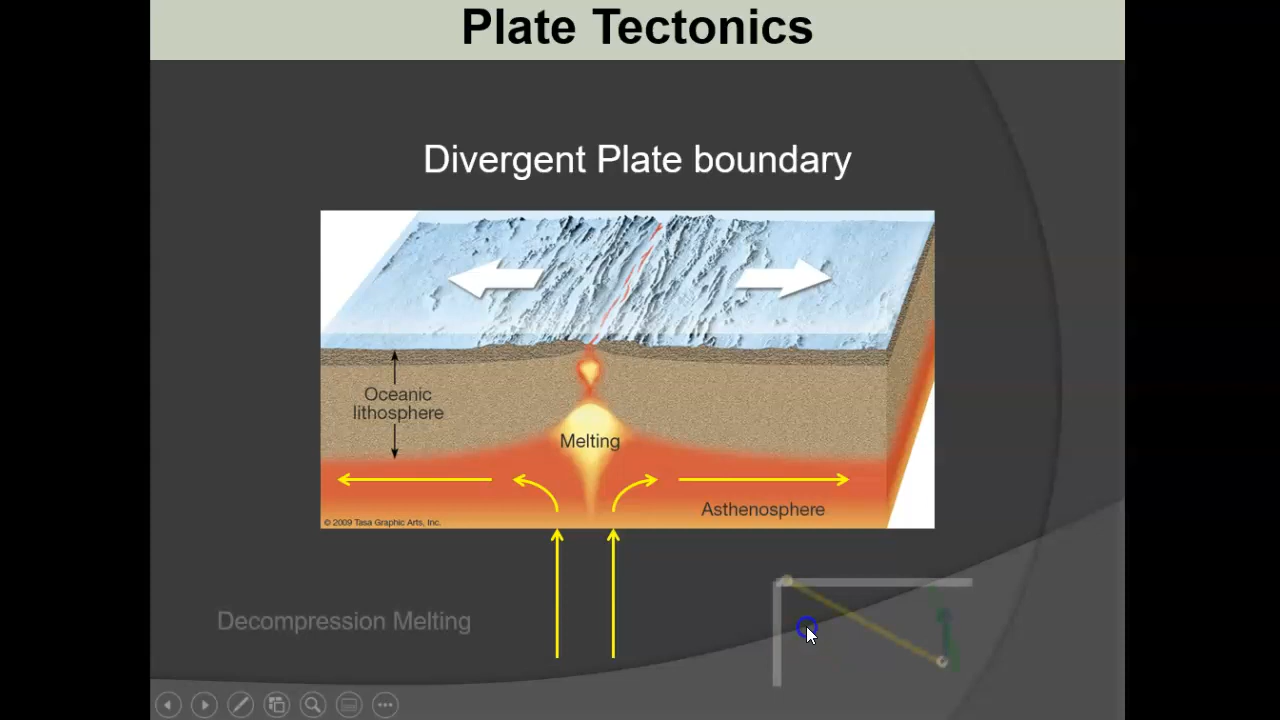 Plate Tectonics
Divergent Plate boundary
Oceanic
lithosphere
Melting
Asthenosphere
© 2009 Tasa Graphic Arts, Inc.
Decompression Melting